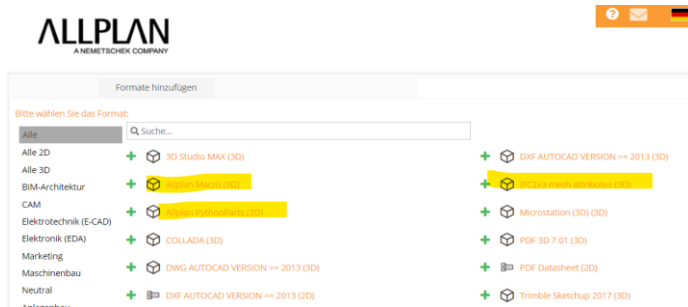 ALLPLAN
A NEMETSCHEK COMPANY
Formate hinzufügen
Bitte wählen Sie das Format:
Alle
Suche...
Alle 2D
Alle 3D
BIM-Architektur
CAM
Elektrotechnik (E-CAD)
Elektronik (EDA)
Marketing
Maschinenbau
Neutral
3D Studio MAX (3D)
DXF AUTOCAD VERSION >= 2013 (3D)
Allplan Macro (3D)
IFC2x3 mesh attributes (3D)
Allplan PythonParts (3D)
Microstation (3D) (3D)
COLLADA (3D)
PDF 3D 7.01 (3D)
DWG AUTOCAD VERSION >= 2013 (3D)
PDF Datasheet (2D)
DXF AUTOCAD VERSION >= 2013 (2D)
Trimble Sketchup 2017 (3D)